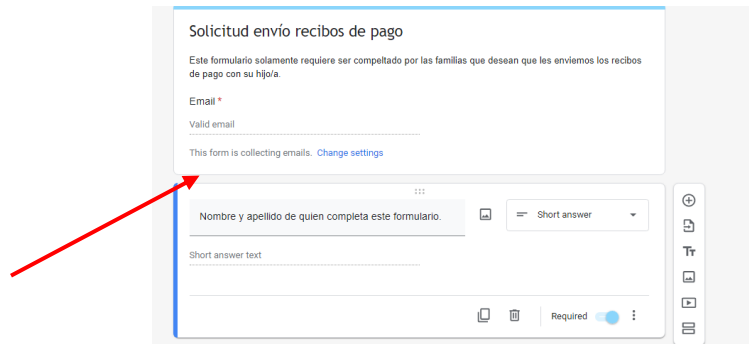 Solicitud envío recibos de pago
Este formulario solamente requiere ser compeltado por las familias que desean que les enviemos los recibos
de pago con su hijo/a.
Email *
Valid email
This form is collecting emails. Change settings
Nombre y apellido de quien completa este formulario.
Short answer
Short answer text
Required
Tт